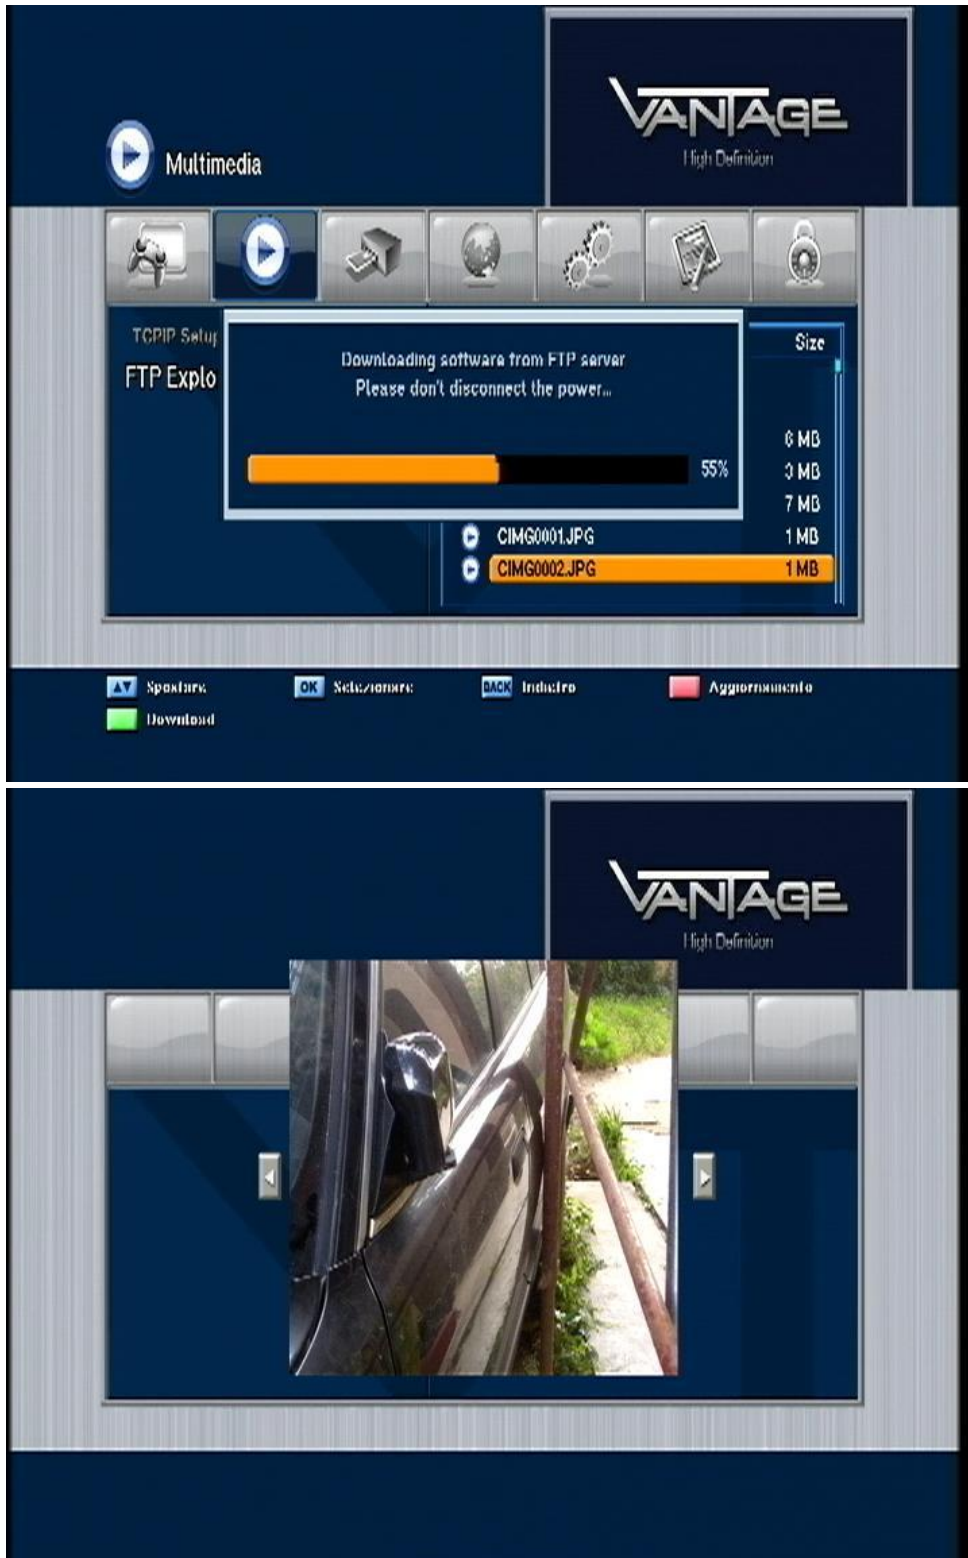 VANTAGE
High Definition
Multimedia
TCPIP Setup
FTP Explo
Size
Downloading software from FTP server
Please don't disconnect the power...
55%
6 MB
3 MB
7 MB
CIMG0001.JPG 1 MB
CIMG0002.JPG 1 MB
Spostare OK Selezionare BACK Indietro Aggiornamento
Download
VANTAGE
High Definition